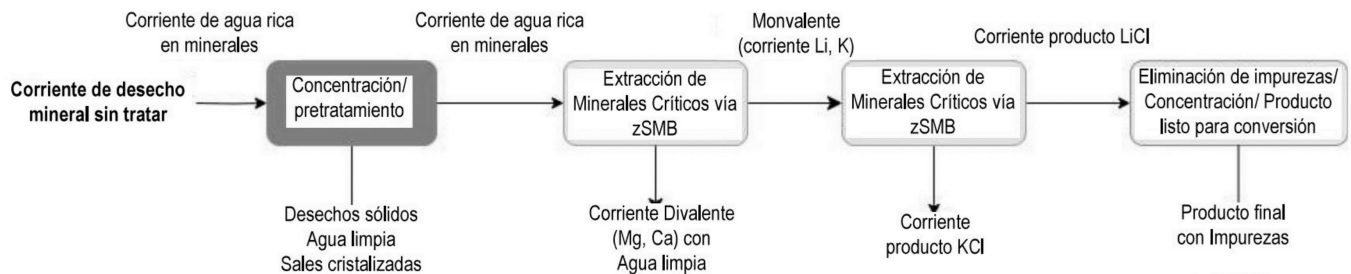 Corriente de agua rica
en minerales
Corriente de agua rica
en minerales
Monvalente
(corriente Li, K)
Corriente producto LiCl
Corriente de desecho
mineral sin tratar
Concentración/
pretratamiento
Extracción de
Minerales Críticos vía
zSMB
Extracción de
Minerales Críticos vía
zSMB
Eliminación de impurezas/
Concentración/ Producto
listo para conversión
Desechos sólidos
Agua limpia
Sales cristalizadas
Corriente Divalente
(Mg, Ca) con
Agua limpia
Corriente
producto KCl
Producto final
con Impurezas